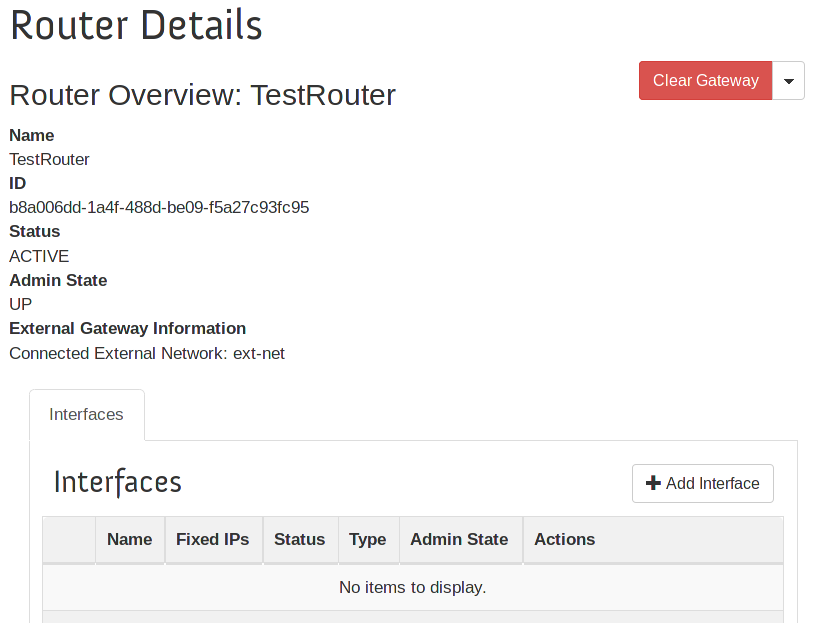 Router Details
Clear Gateway
Router Overview: TestRouter
Name
TestRouter
ID
b8a006dd-1a4f-488d-be09-f5a27c93fc95
Status
ACTIVE
Admin State
UP
External Gateway Information
Connected External Network: ext-net
Interfaces
Interfaces
Add Interface
Name Fixed IPs Status Type Admin State Actions
No items to display.